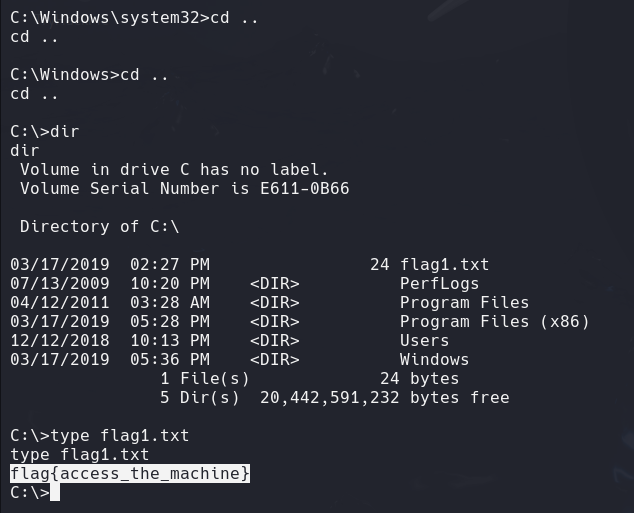 C:\Windows\system32>cd ..
cd ..
C:\Windows>cd ..
cd ..
C:\>dir
dir
 Volume in drive C has no label.
 Volume Serial Number is E611-0B66
 Directory of C:\
03/17/2019  02:27 PM                24 flag1.txt
07/13/2009  10:20 PM    <DIR>          PerfLogs
04/12/2011  03:28 AM    <DIR>          Program Files
03/17/2019  05:28 PM    <DIR>          Program Files (x86)
12/12/2018  10:13 PM    <DIR>          Users
03/17/2019  05:36 PM    <DIR>          Windows
               1 File(s)             24 bytes
               5 Dir(s)  20,442,591,232 bytes free
C:\>type flag1.txt
type flag1.txt
flag{access_the_machine}
C:\>